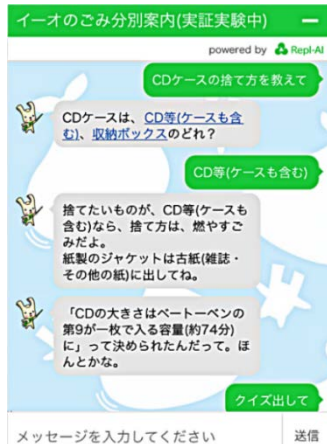 イーオのごみ分別案内(実証実験中)
powered by Repl-AI
CDケースの捨て方を教えて
CDケースは、CD等(ケースも含
む)、収納ボックスのどれ?
CD等(ケースも含む)
捨てたいものが、CD等(ケースも
含む)なら、捨て方は、燃やすご
みだよ。
紙製のジャケットは古紙(雑誌・
その他の紙)に出してね。
「CDの大きさはベートーベンの
第9が一枚で入る容量(約74分)
に」って決められたんだって。ほ
んとかな。
クイズ出して
メッセージを入力してください
送信